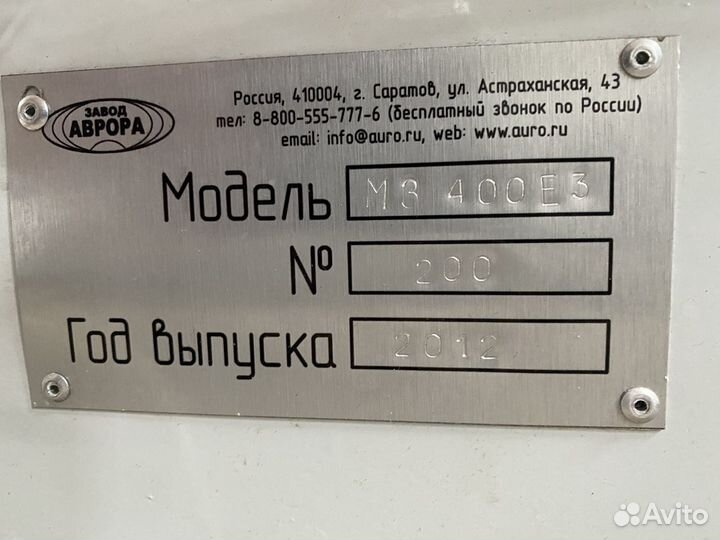 ЗАВОД
АВРОРА
Россия, 410004, г. Саратов, ул. Астраханская, 43
тел: 8-800-555-777-6 (бесплатный звонок по России)
email: info@auro.ru, web: www.auro.ru
Модель МЗ 400Е3
№ 200
Год выпуска 2012
Avito